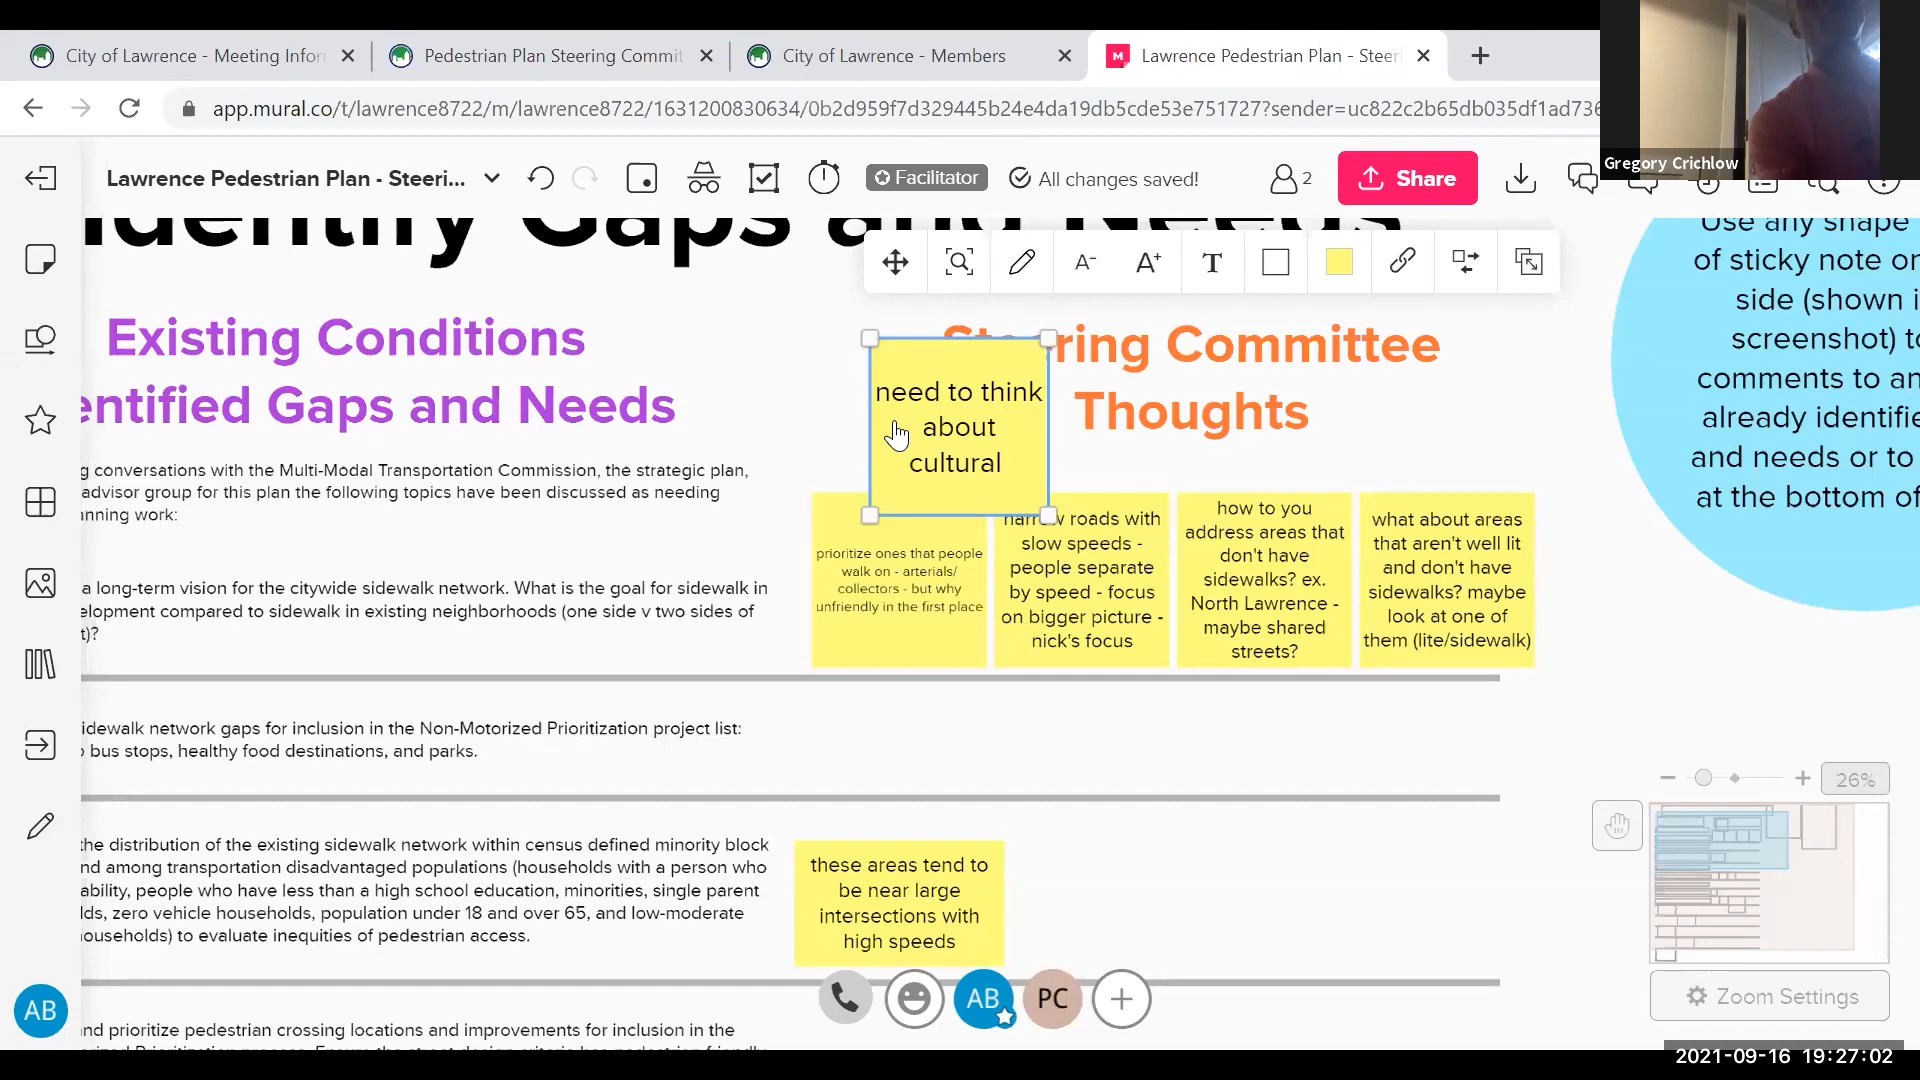 City of Lawrence - Meeting Infor
Pedestrian Plan Steering Committ
City of Lawrence - Members
Lawrence Pedestrian Plan - Steer
app.mural.co/t/lawrence8722/m/lawrence8722/1631200830634/0b2d959f7d329445b24e4da19db5cde53e751727?sender=uc822c2b65db035df1ad736
Gregory Crichlow
Lawrence Pedestrian Plan - Steeri...
Facilitator
All changes saved!
2
Share
Identify Gaps and Needs
A-
A+
T
Existing Conditions
entified Gaps and Needs
Steering Committee
Thoughts
need to think
about
cultural
Use any shape
of sticky note on
side (shown i
screenshot) to
comments to an
already identifie
and needs or to
at the bottom of
g conversations with the Multi-Modal Transportation Commission, the strategic plan,
advisor group for this plan the following topics have been discussed as needing
anning work:
prioritize ones that people
walk on - arterials/
collectors - but why
unfriendly in the first place
narrow roads with
slow speeds -
people separate
by speed - focus
on bigger picture -
nick's focus
how to you
address areas that
don't have
sidewalks? ex.
North Lawrence -
maybe shared
streets?
what about areas
that aren't well lit
and don't have
sidewalks? maybe
look at one of
them (lite/sidewalk)
a long-term vision for the citywide sidewalk network. What is the goal for sidewalk in
elopment compared to sidewalk in existing neighborhoods (one side v two sides of
t)?
idewalk network gaps for inclusion in the Non-Motorized Prioritization project list:
o bus stops, healthy food destinations, and parks.
the distribution of the existing sidewalk network within census defined minority block
nd among transportation disadvantaged populations (households with a person who
ability, people who have less than a high school education, minorities, single parent
lds, zero vehicle households, population under 18 and over 65, and low-moderate
ouseholds) to evaluate inequities of pedestrian access.
these areas tend to
be near large
intersections with
high speeds
26%
Zoom Settings
AB
AB
PC
nd prioritize pedestrian crossing locations and improvements for inclusion in the
2021-09-16 19:27:02